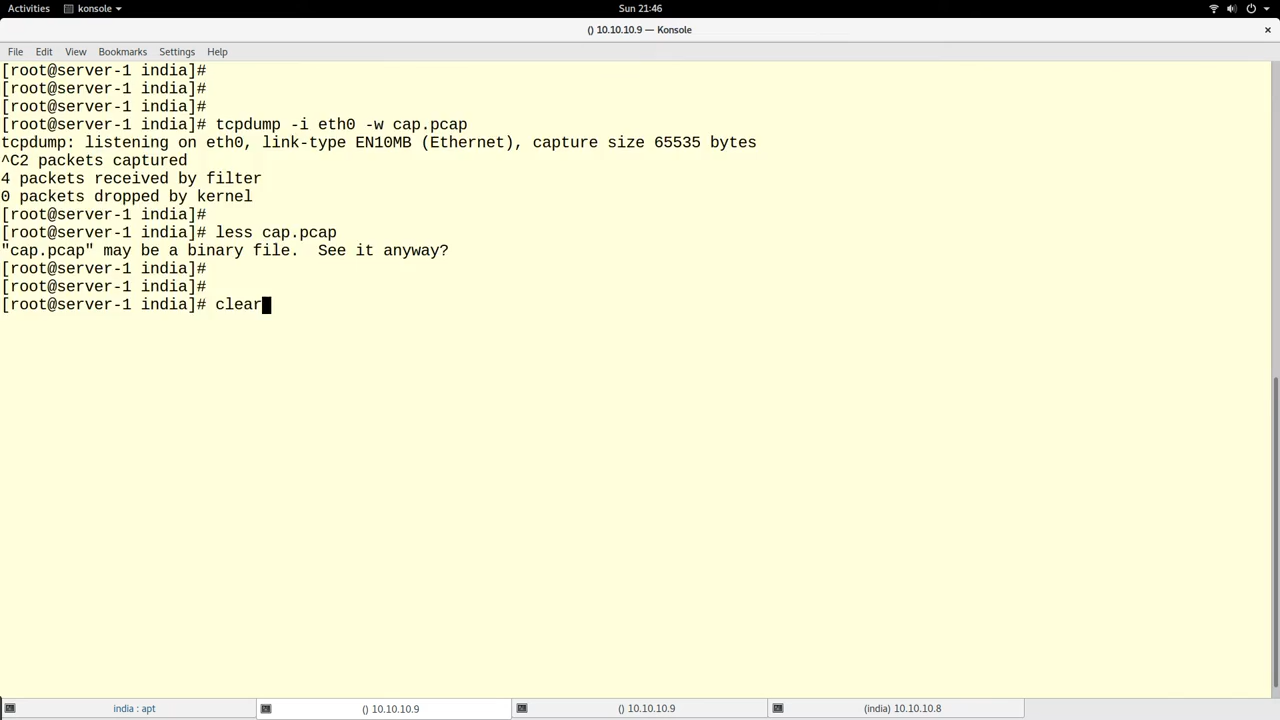 Activities konsole Sun 21:46
() 10.10.10.9 — Konsole ×
File Edit View Bookmarks Settings Help
[root@server-1 india]#
[root@server-1 india]#
[root@server-1 india]#
[root@server-1 india]# tcpdump -i eth0 -w cap.pcap
tcpdump: listening on eth0, link-type EN10MB (Ethernet), capture size 65535 bytes
^C2 packets captured
4 packets received by filter
0 packets dropped by kernel
[root@server-1 india]#
[root@server-1 india]# less cap.pcap
"cap.pcap" may be a binary file.  See it anyway?
[root@server-1 india]#
[root@server-1 india]#
[root@server-1 india]# clear
india : apt () 10.10.10.9 () 10.10.10.9 (india) 10.10.10.8